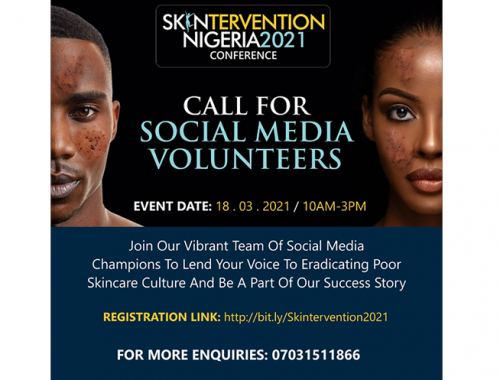 SKINTERVENTION
NIGERIA2021
CONFERENCE
CALL FOR
SOCIAL MEDIA
VOLUNTEERS
EVENT DATE: 18 . 03 . 2021 / 10AM-3PM
Join Our Vibrant Team Of Social Media
Champions To Lend Your Voice To Eradicating Poor
Skincare Culture And Be A Part Of Our Success Story
REGISTRATION LINK: http://bit.ly/Skintervention2021
FOR MORE ENQUIRIES: 07031511866